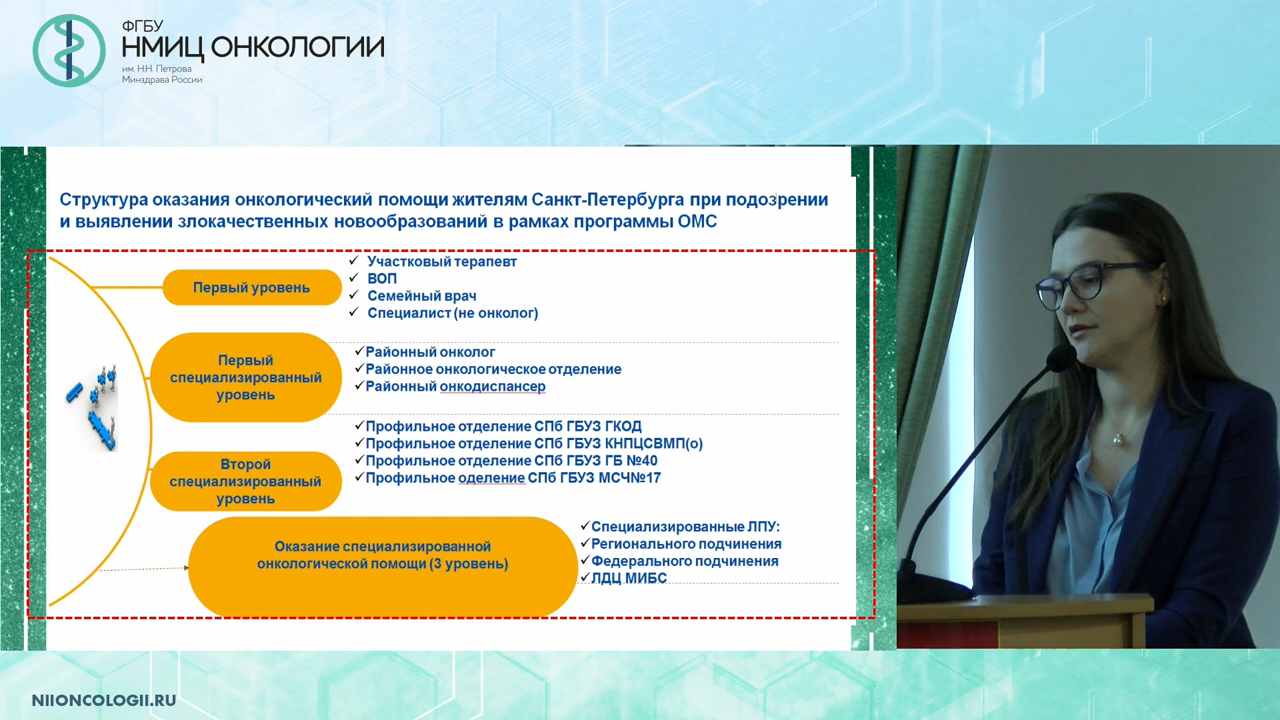 ФГБУ
НМИЦ ОНКОЛОГИИ
им. Н.Н. Петрова
Минздрава России
Структура оказания онкологический помощи жителям Санкт-Петербурга при подозрении
и выявлении злокачественных новообразований в рамках программы ОМС
Первый уровень
Участковый терапевт
ВОП
Семейный врач
Специалист (не онколог)
Первый
специализированный
уровень
Районный онколог
Районное онкологическое отделение
Районный онкодиспансер
Второй
специализированный
уровень
Профильное отделение СПб ГБУЗ ГКОД
Профильное отделение СПб ГБУЗ КНПЦСВМП(о)
Профильное отделение СПб ГБУЗ ГБ №40
Профильное оделение СПб ГБУЗ МСЧ№17
Оказание специализированной
онкологической помощи (3 уровень)
Специализированные ЛПУ:
Регионального подчинения
Федерального подчинения
ЛДЦ МИБС
NIIONCOLOGII.RU